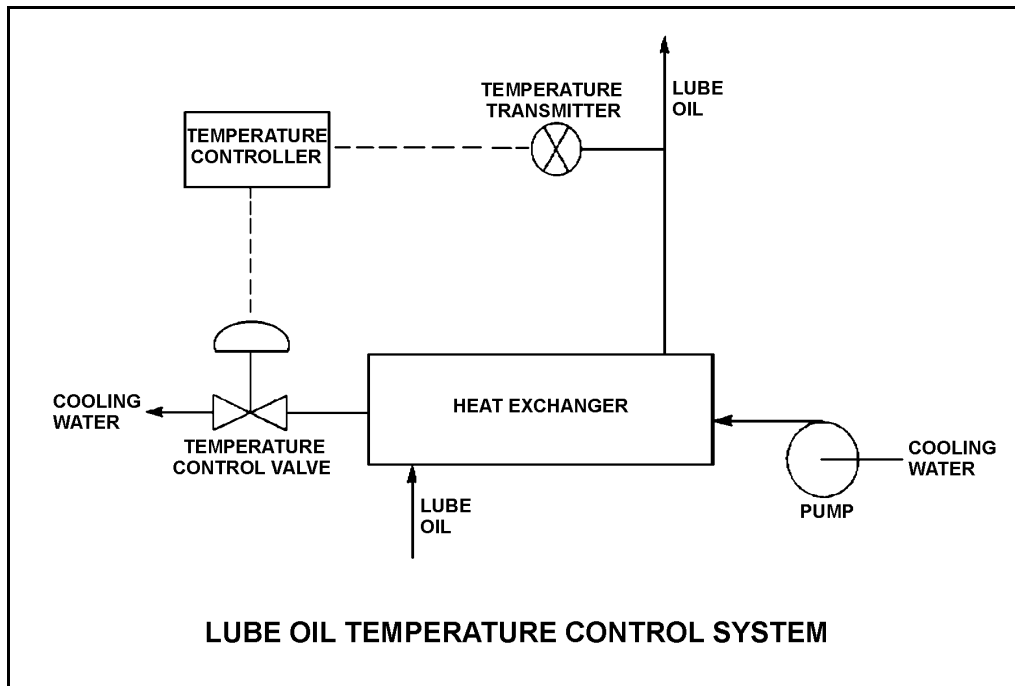 TEMPERATURE
TRANSMITTER
LUBE
OIL
TEMPERATURE
CONTROLLER
COOLING
WATER
HEAT EXCHANGER
TEMPERATURE
CONTROL VALVE
COOLING
WATER
LUBE
OIL
PUMP
LUBE OIL TEMPERATURE CONTROL SYSTEM